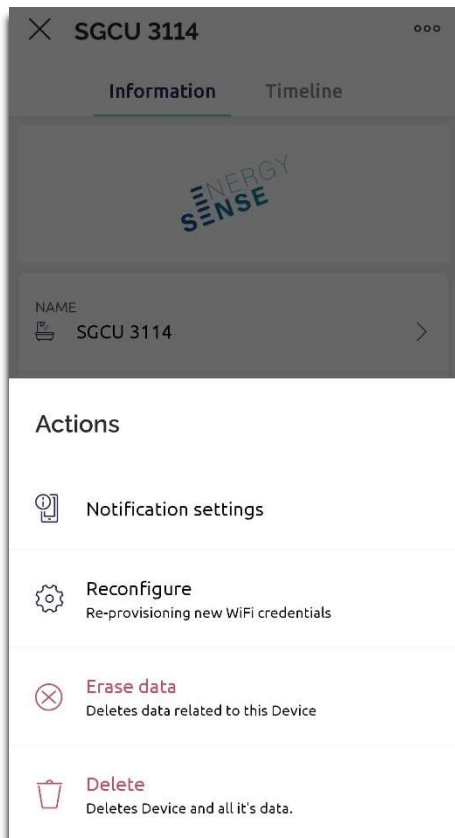 SGCU 3114
Information Timeline
ENERGY
SENSE
NAME
SGCU 3114
Actions
Notification settings
Reconfigure
Re-provisioning new WiFi credentials
Erase data
Deletes data related to this Device
Delete
Deletes Device and all it's data.